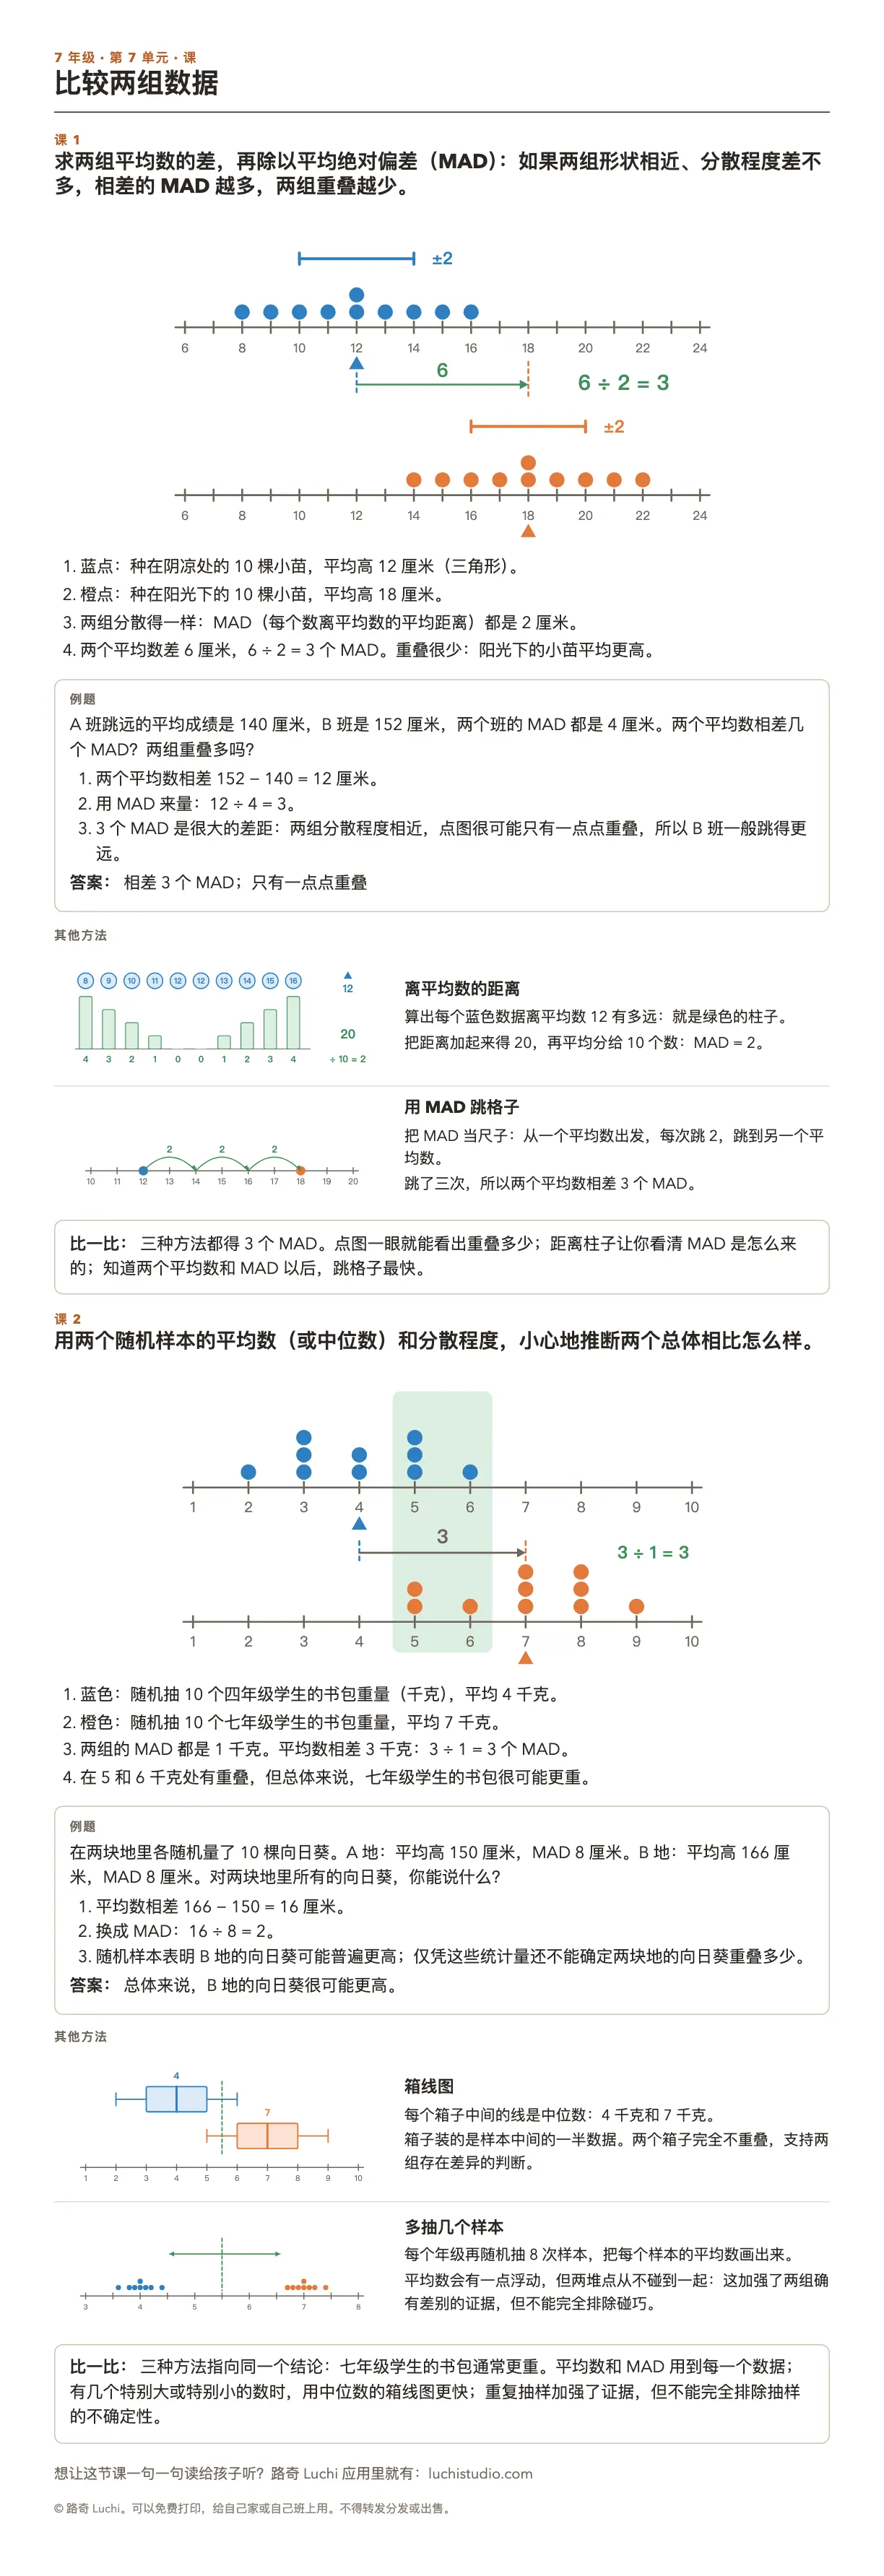 7 年级 · 第 7 单元 · 课
比较两组数据
课 1
求两组平均数的差，再除以平均绝对偏差（MAD）：如果两组形状相近、分散程度差不
多，相差的 MAD 越多，两组重叠越少。
±2
6 8 10 12 14 16 18 20 22 24
6
6 ÷ 2 = 3
±2
6 8 10 12 14 16 18 20 22 24
1. 蓝点：种在阴凉处的 10 棵小苗，平均高 12 厘米（三角形）。
2. 橙点：种在阳光下的 10 棵小苗，平均高 18 厘米。
3. 两组分散得一样：MAD（每个数离平均数的平均距离）都是 2 厘米。
4. 两个平均数差 6 厘米，6 ÷ 2 = 3 个 MAD。重叠很少：阳光下的小苗平均更高。
例题
A 班跳远的平均成绩是 140 厘米，B 班是 152 厘米，两个班的 MAD 都是 4 厘米。两个平均数相差几
个 MAD？两组重叠多吗？
1. 两个平均数相差 152 − 140 = 12 厘米。
2. 用 MAD 来量：12 ÷ 4 = 3。
3. 3 个 MAD 是很大的差距：两组分散程度相近，点图很可能只有一点点重叠，所以 B 班一般跳得更
远。
答案： 相差 3 个 MAD；只有一点点重叠
其他方法
8 9 10 11 12 12 13 14 15 16
12
20
4 3 2 1 0 0 1 2 3 4
÷ 10 = 2
离平均数的距离
算出每个蓝色数据离平均数 12 有多远：就是绿色的柱子。
把距离加起来得 20，再平均分给 10 个数：MAD = 2。
2 2 2
10 11 12 13 14 15 16 17 18 19 20
用 MAD 跳格子
把 MAD 当尺子：从一个平均数出发，每次跳 2，跳到另一个平
均数。
跳了三次，所以两个平均数相差 3 个 MAD。
比一比： 三种方法都得 3 个 MAD。点图一眼就能看出重叠多少；距离柱子让你看清 MAD 是怎么来
的；知道两个平均数和 MAD 以后，跳格子最快。
课 2
用两个随机样本的平均数（或中位数）和分散程度，小心地推断两个总体相比怎么样。
1 2 3 4 5 6 7 8 9 10
3
3 ÷ 1 = 3
1 2 3 4 5 6 7 8 9 10
1. 蓝色：随机抽 10 个四年级学生的书包重量（千克），平均 4 千克。
2. 橙色：随机抽 10 个七年级学生的书包重量，平均 7 千克。
3. 两组的 MAD 都是 1 千克。平均数相差 3 千克：3 ÷ 1 = 3 个 MAD。
4. 在 5 和 6 千克处有重叠，但总体来说，七年级学生的书包很可能更重。
例题
在两块地里各随机量了 10 棵向日葵。A 地：平均高 150 厘米，MAD 8 厘米。B 地：平均高 166 厘
米，MAD 8 厘米。对两块地里所有的向日葵，你能说什么？
1. 平均数相差 166 − 150 = 16 厘米。
2. 换成 MAD：16 ÷ 8 = 2。
3. 随机样本表明 B 地的向日葵可能普遍更高；仅凭这些统计量还不能确定两块地的向日葵重叠多少。
答案： 总体来说，B 地的向日葵很可能更高。
其他方法
4
7
1 2 3 4 5 6 7 8 9 10
箱线图
每个箱子中间的线是中位数：4 千克和 7 千克。
箱子装的是样本中间的一半数据。两个箱子完全不重叠，支持两
组存在差异的判断。
3 4 5 6 7 8
多抽几个样本
每个年级再随机抽 8 次样本，把每个样本的平均数画出来。
平均数会有一点浮动，但两堆点从不碰到一起：这加强了两组确
有差别的证据，但不能完全排除碰巧。
比一比： 三种方法指向同一个结论：七年级学生的书包通常更重。平均数和 MAD 用到每一个数据；
有几个特别大或特别小的数时，用中位数的箱线图更快；重复抽样加强了证据，但不能完全排除抽样
的不确定性。
想让这节课一句一句读给孩子听？路奇 Luchi 应用里就有：luchistudio.com
© 路奇 Luchi。可以免费打印，给自己家或自己班上用。不得转发分发或出售。